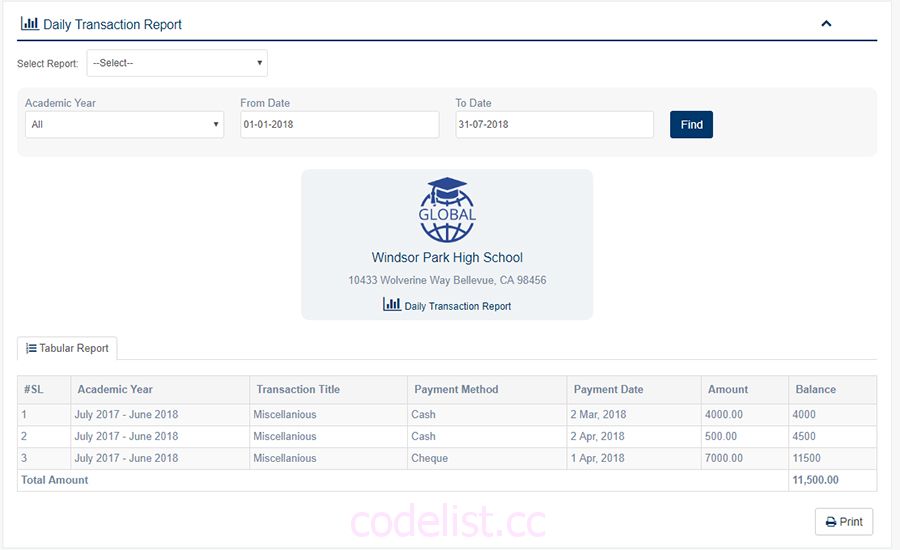 Daily Transaction Report
Select Report: --Select--
Academic Year From Date To Date
All 01-01-2018 31-07-2018 Find
GLOBAL
Windsor Park High School
10433 Wolverine Way Bellevue, CA 98456
Daily Transaction Report
Tabular Report
#SL Academic Year Transaction Title Payment Method Payment Date Amount Balance
1 July 2017 - June 2018 Miscellanious Cash 2 Mar, 2018 4000.00 4000
2 July 2017 - June 2018 Miscellanious Cash 2 Apr, 2018 500.00 4500
3 July 2017 - June 2018 Miscellanious Cheque 1 Apr, 2018 7000.00 11500
Total Amount 11,500.00
codelist.cc
Print